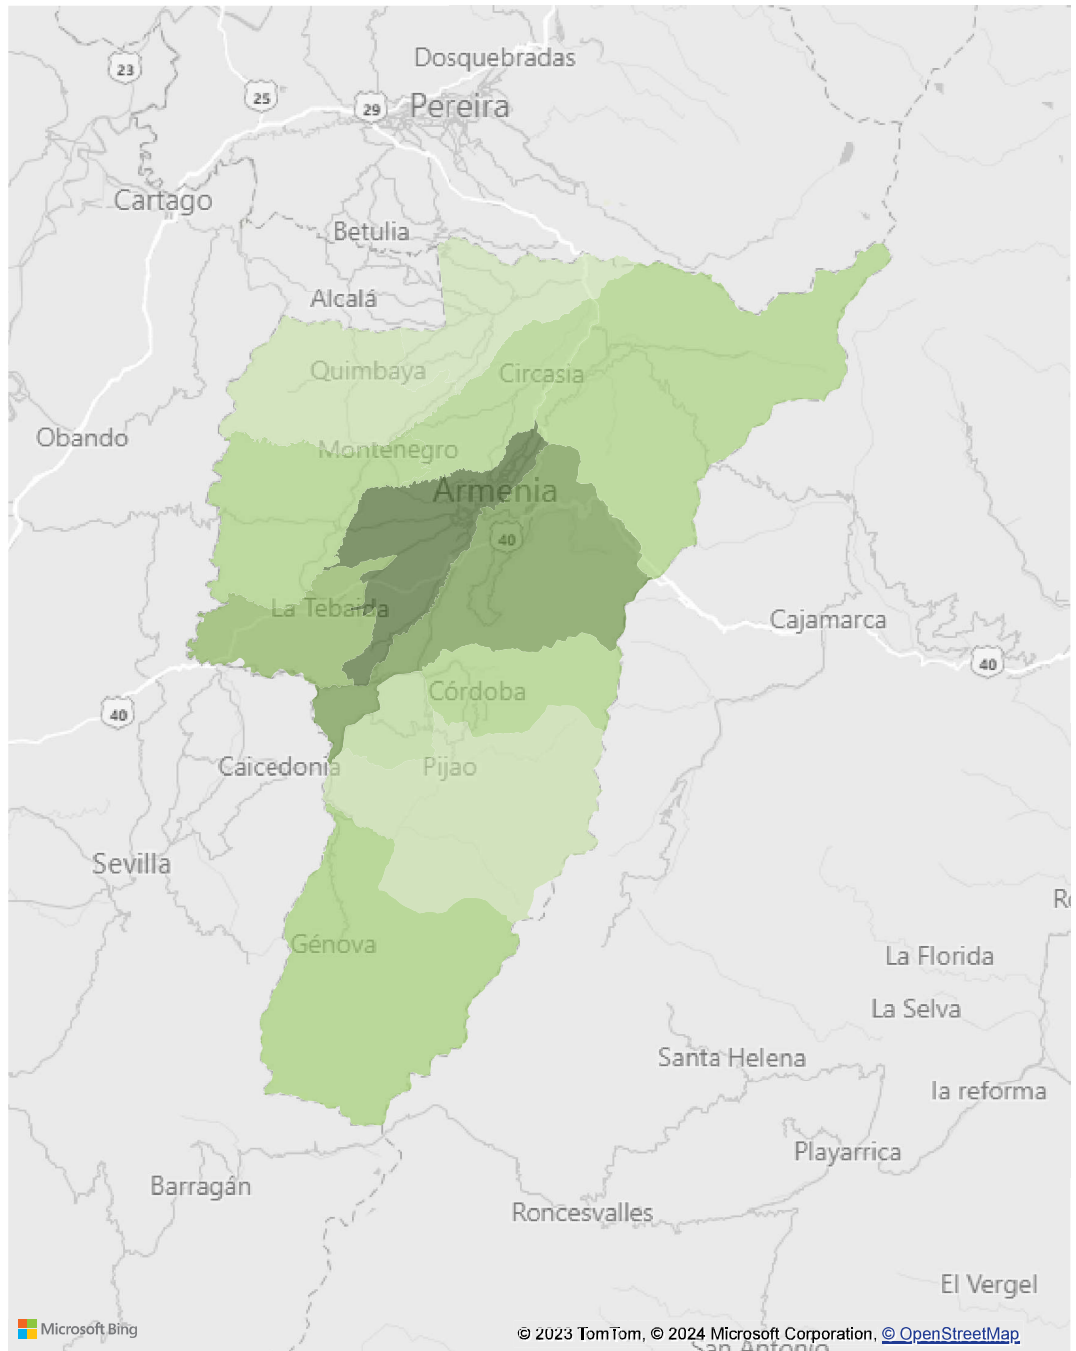 Dosquebradas
23
25
29
Pereira
Cartago
Betulia
Alcalá
Quimbaya
Circasia
Obando
Montenegro
Armenia
40
La Tebaida
Cajamarca
40
Córdoba
40
Caicedonia
Pijao
Sevilla
Génova
La Florida
La Selva
Santa Helena
la reforma
Playarrica
Barragán
Roncesvalles
El Vergel
Microsoft Bing
© 2023 TomTom, © 2024 Microsoft Corporation, © OpenStreetMap
San Antonio